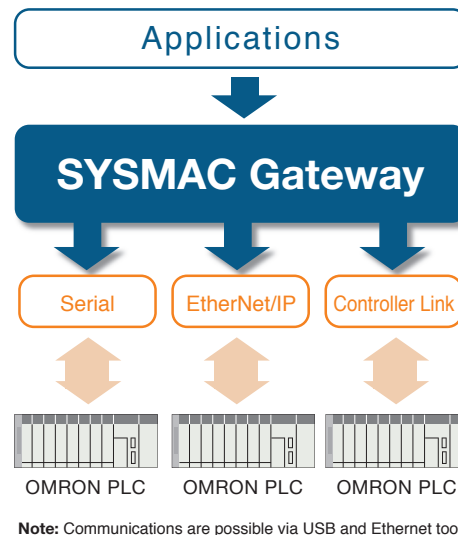 Applications
SYSMAC Gateway
Serial EtherNet/IP Controller Link
OMRON PLC OMRON PLC OMRON PLC
Note: Communications are possible via USB and Ethernet too